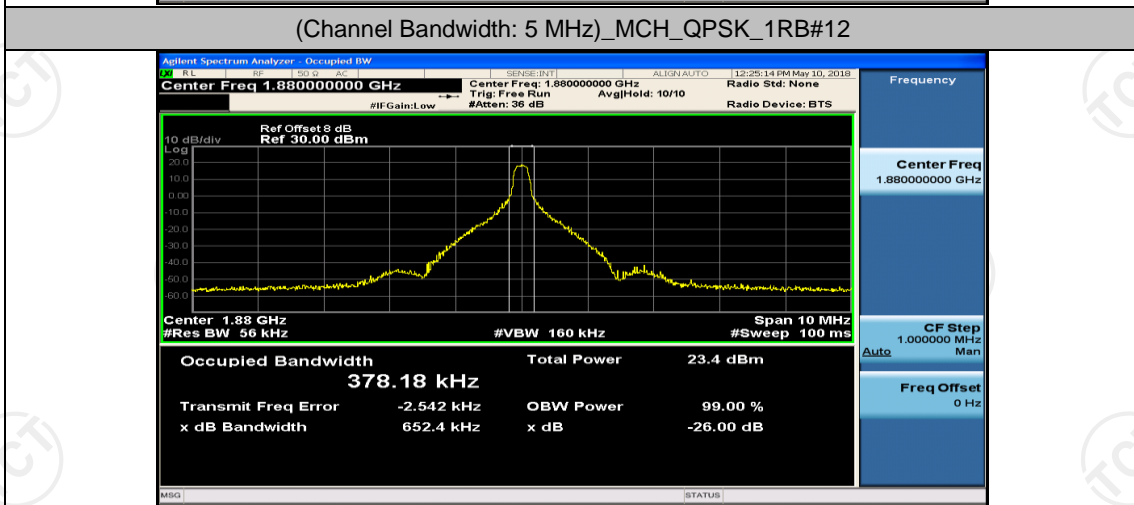 (Channel Bandwidth: 5 MHz)_MCH_QPSK_1RB#12
Agilent Spectrum Analyzer - Occupied BW
LXI RL RF 50 Ω AC SENSE:INT ALIGN AUTO 12:25:14 PM May 10, 2018
Center Freq 1.880000000 GHz
Center Freq: 1.880000000 GHz
Radio Std: None
Trig: Free Run Avg|Hold: 10/10
#IFGain:Low #Atten: 36 dB Radio Device: BTS
Frequency
Ref Offset 8 dB
10 dB/div Ref 30.00 dBm
Log
20.0
10.0
0.00
-10.0
-20.0
-30.0
-40.0
-50.0
-60.0
Center 1.88 GHz Span 10 MHz
#Res BW 56 kHz #VBW 160 kHz #Sweep 100 ms
Center Freq
1.880000000 GHz
CF Step
1.000000 MHz
Auto Man
Freq Offset
0 Hz
Occupied Bandwidth Total Power 23.4 dBm
378.18 kHz
Transmit Freq Error -2.542 kHz OBW Power 99.00 %
x dB Bandwidth 652.4 kHz x dB -26.00 dB
MSG STATUS
TCT